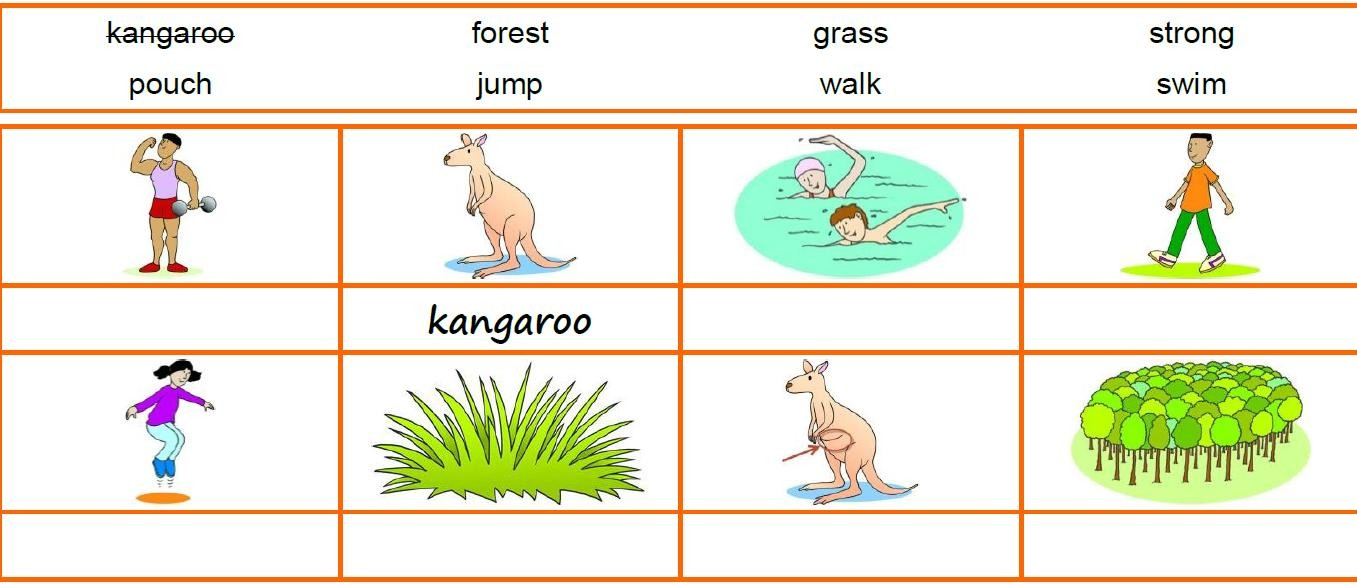 kangaroo forest grass strong
pouch jump walk swim
kangaroo